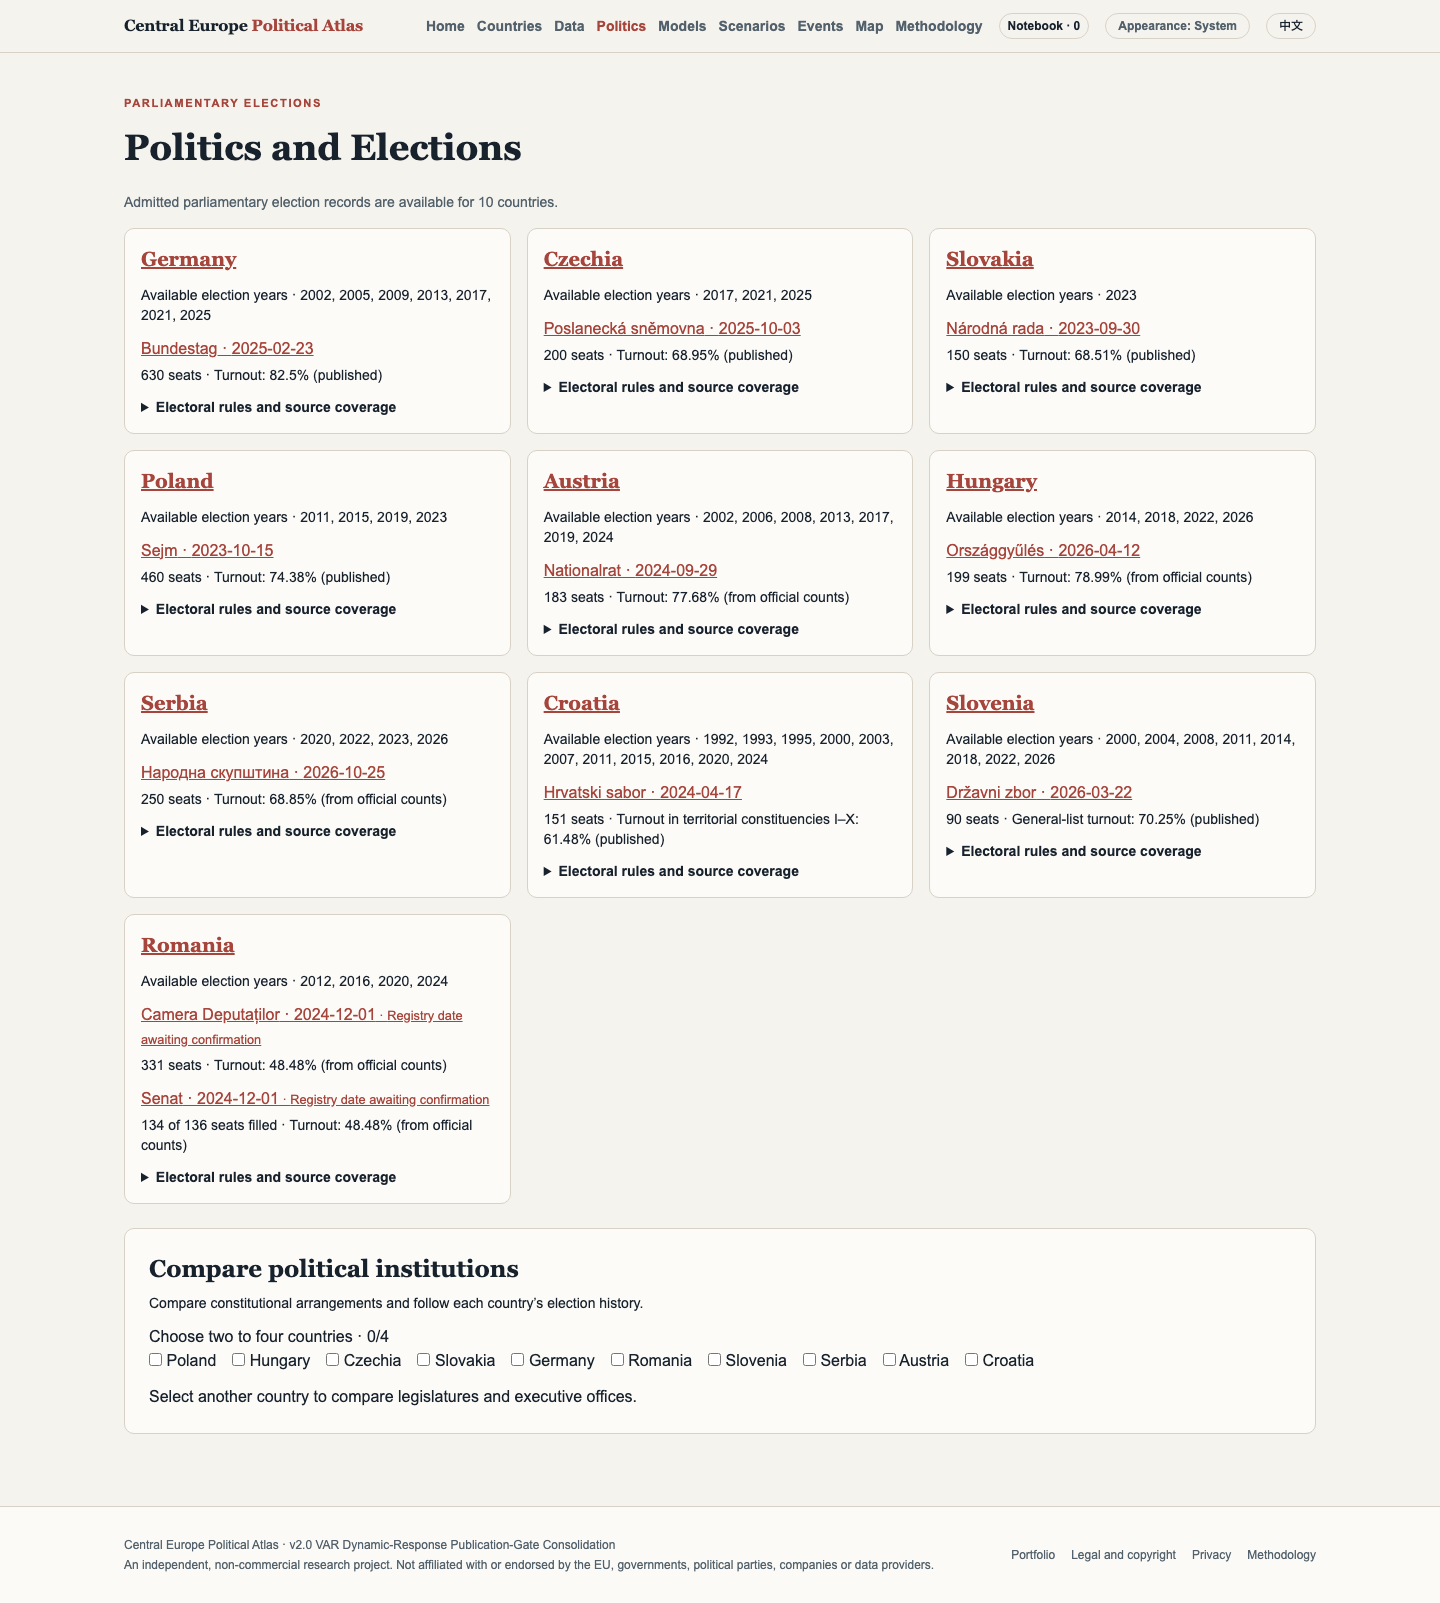 Central Europe Political Atlas
Home Countries Data Politics Models Scenarios Events Map Methodology Notebook · 0 Appearance: System 中文
PARLIAMENTARY ELECTIONS
Politics and Elections
Admitted parliamentary election records are available for 10 countries.
Germany
Available election years · 2002, 2005, 2009, 2013, 2017,
2021, 2025
Bundestag · 2025-02-23
630 seats · Turnout: 82.5% (published)
▶ Electoral rules and source coverage
Czechia
Available election years · 2017, 2021, 2025
Poslanecká sněmovna · 2025-10-03
200 seats · Turnout: 68.95% (published)
▶ Electoral rules and source coverage
Slovakia
Available election years · 2023
Národná rada · 2023-09-30
150 seats · Turnout: 68.51% (published)
▶ Electoral rules and source coverage
Poland
Available election years · 2011, 2015, 2019, 2023
Sejm · 2023-10-15
460 seats · Turnout: 74.38% (published)
▶ Electoral rules and source coverage
Austria
Available election years · 2002, 2006, 2008, 2013, 2017,
2019, 2024
Nationalrat · 2024-09-29
183 seats · Turnout: 77.68% (from official counts)
▶ Electoral rules and source coverage
Hungary
Available election years · 2014, 2018, 2022, 2026
Országgyűlés · 2026-04-12
199 seats · Turnout: 78.99% (from official counts)
▶ Electoral rules and source coverage
Serbia
Available election years · 2020, 2022, 2023, 2026
Народна скупштина · 2026-10-25
250 seats · Turnout: 68.85% (from official counts)
▶ Electoral rules and source coverage
Croatia
Available election years · 1992, 1993, 1995, 2000, 2003,
2007, 2011, 2015, 2016, 2020, 2024
Hrvatski sabor · 2024-04-17
151 seats · Turnout in territorial constituencies I–X:
61.48% (published)
▶ Electoral rules and source coverage
Slovenia
Available election years · 2000, 2004, 2008, 2011, 2014,
2018, 2022, 2026
Državni zbor · 2026-03-22
90 seats · General-list turnout: 70.25% (published)
▶ Electoral rules and source coverage
Romania
Available election years · 2012, 2016, 2020, 2024
Camera Deputaților · 2024-12-01 · Registry date
awaiting confirmation
331 seats · Turnout: 48.48% (from official counts)
Senat · 2024-12-01 · Registry date awaiting confirmation
134 of 136 seats filled · Turnout: 48.48% (from official
counts)
▶ Electoral rules and source coverage
Compare political institutions
Compare constitutional arrangements and follow each country’s election history.
Choose two to four countries · 0/4
Poland Hungary Czechia Slovakia Germany Romania Slovenia Serbia Austria Croatia
Select another country to compare legislatures and executive offices.
Central Europe Political Atlas · v2.0 VAR Dynamic-Response Publication-Gate Consolidation
An independent, non-commercial research project. Not affiliated with or endorsed by the EU, governments, political parties, companies or data providers.
Portfolio Legal and copyright Privacy Methodology